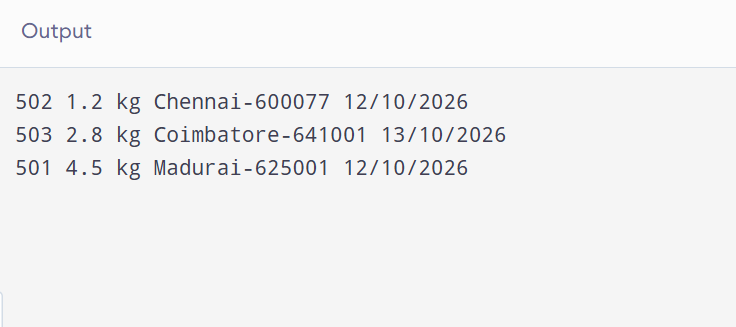 Output
502 1.2 kg Chennai-600077 12/10/2026
503 2.8 kg Coimbatore-641001 13/10/2026
501 4.5 kg Madurai-625001 12/10/2026